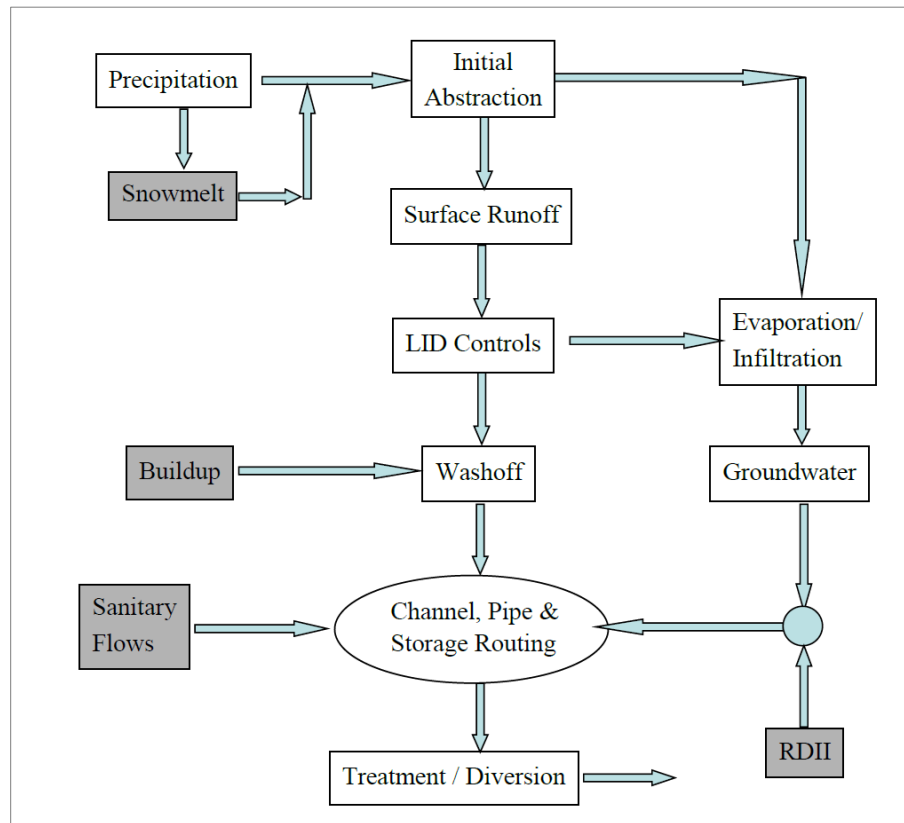 Precipitation
Initial
Abstraction
Snowmelt
Surface Runoff
LID Controls
Evaporation/
Infiltration
Buildup
Washoff
Groundwater
Sanitary
Flows
Channel, Pipe &
Storage Routing
RDII
Treatment / Diversion